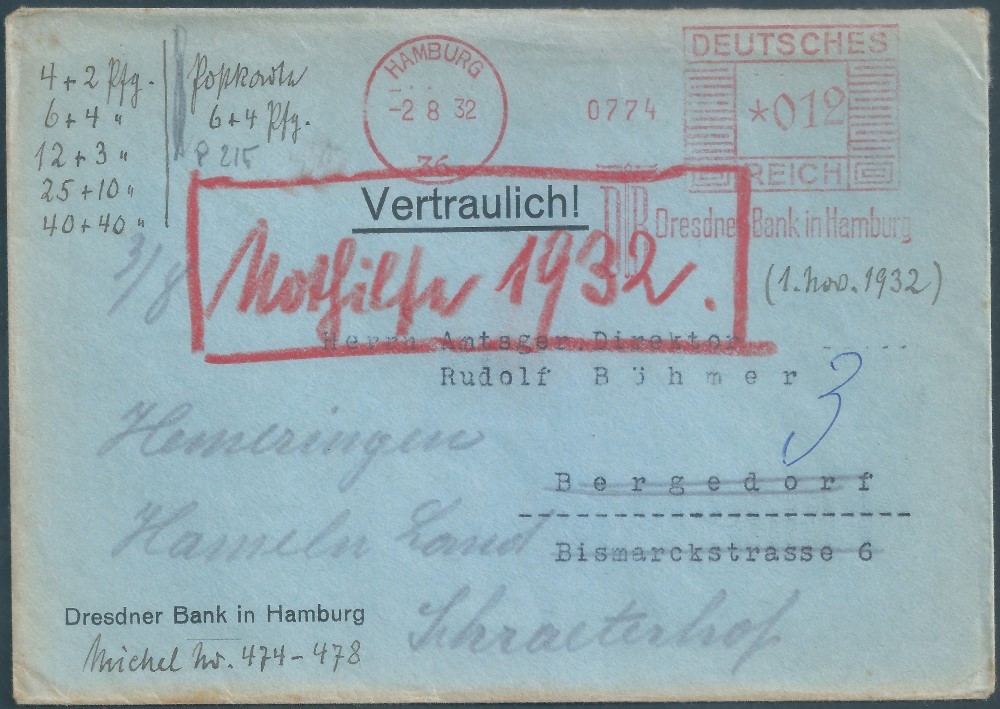 4 + 2 Pfg.
6 + 4 "
12 + 3 "
25 + 10 "
40 + 40 "
Postkarte
6 + 4 Pfg.
P 215
3/8
HAMBURG
-2 8 32
36
0774
DEUTSCHES
*012
REICH
DB Dresdner Bank in Hamburg
Vertraulich!
Nothilfe 1932.
(1. Nov. 1932)
Herrn Amtsger. Direktor
Rudolf Böhmer
3
Hemeringen
Bergedorf
Hameln Land
Bismarckstrasse 6
Schraeterhof
Dresdner Bank in Hamburg
Michel Nr. 474-478